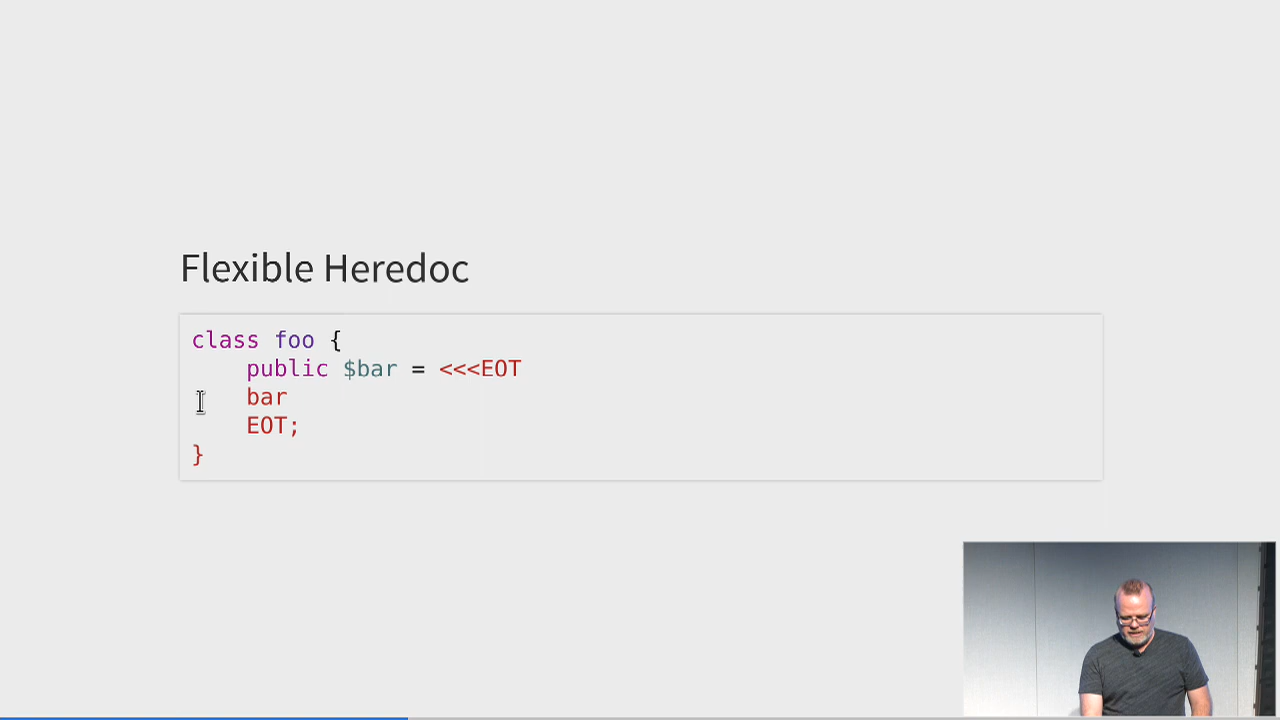 Flexible Heredoc
class foo {
    public $bar = <<<EOT
    bar
    EOT;
}